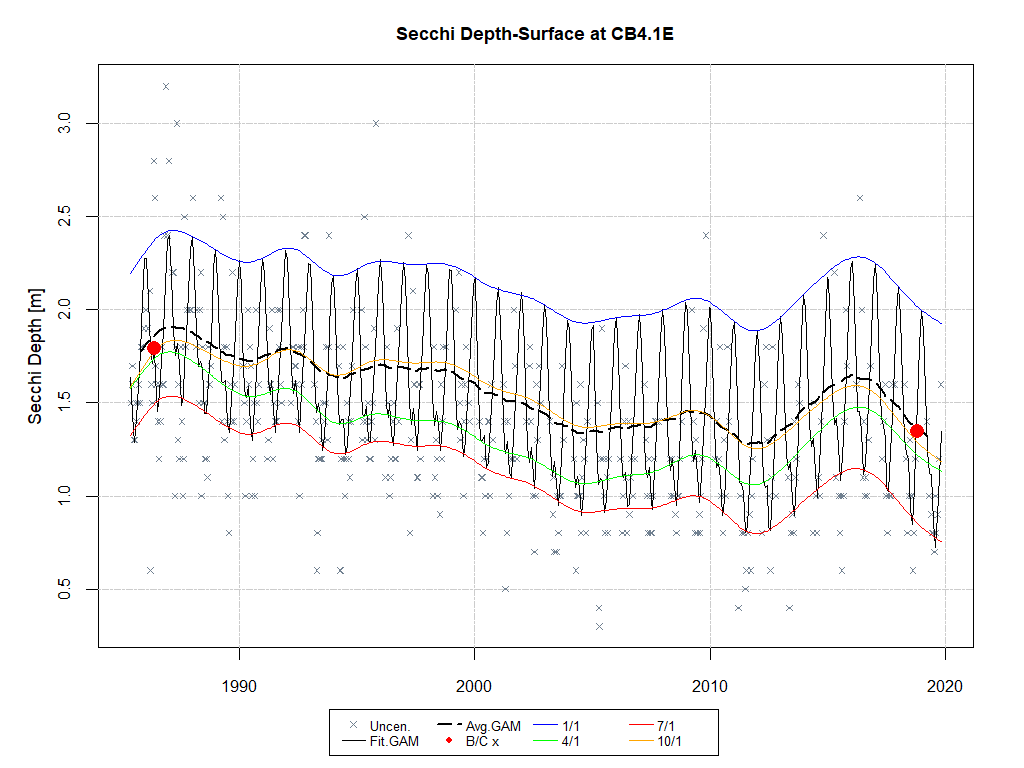 Secchi Depth-Surface at CB4.1E
Secchi Depth [m]
3.0
2.5
2.0
1.5
1.0
0.5
1990 2000 2010 2020
Uncen. Avg.GAM 1/1 7/1
Fit.GAM B/C x 4/1 10/1